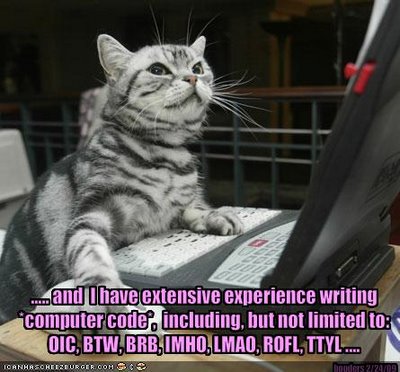 ..... and I have extensive experience writing
*computer code*, including, but not limited to:
OIC, BTW, BRB, IMHO, LMAO, ROFL, TTYL ....
ICANHASCHEEZBURGER.COM